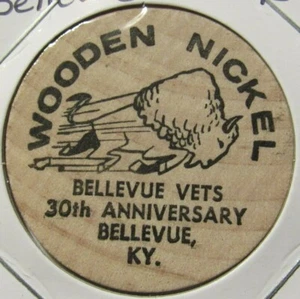 WOODEN NICKEL
BELLEVUE VETS
30th ANNIVERSARY
BELLEVUE,
KY.